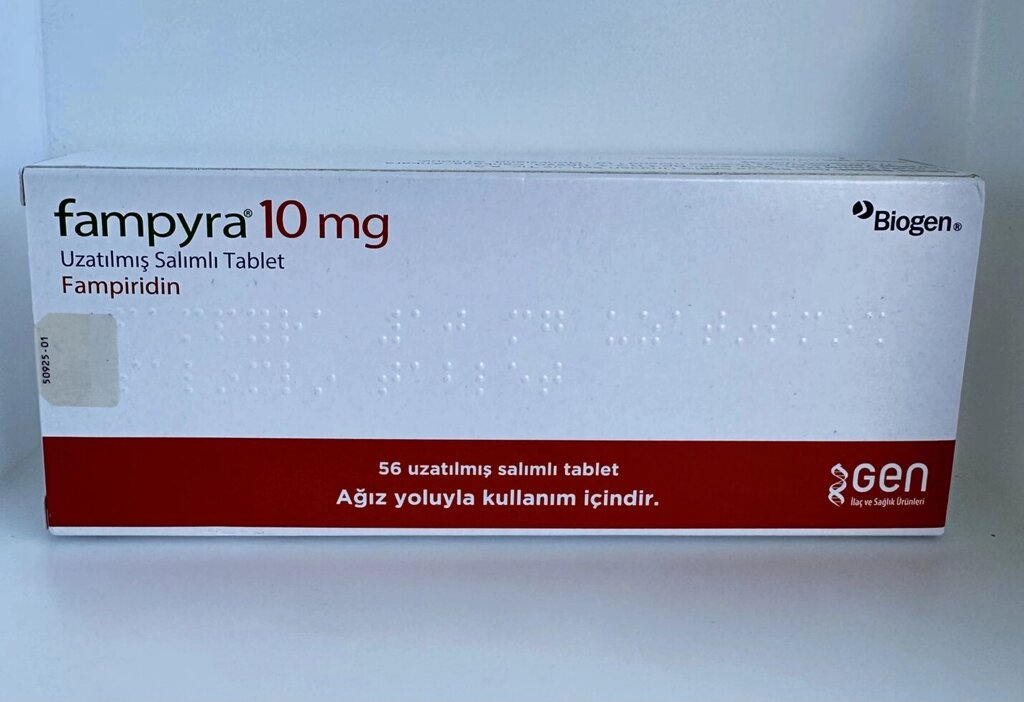 fampyra® 10 mg
Uzatılmış Salımlı Tablet
Fampiridin
Biogen®
50925-01
56 uzatılmış salımlı tablet
Ağız yoluyla kullanım içindir.
GEN
İlaç ve Sağlık Ürünleri